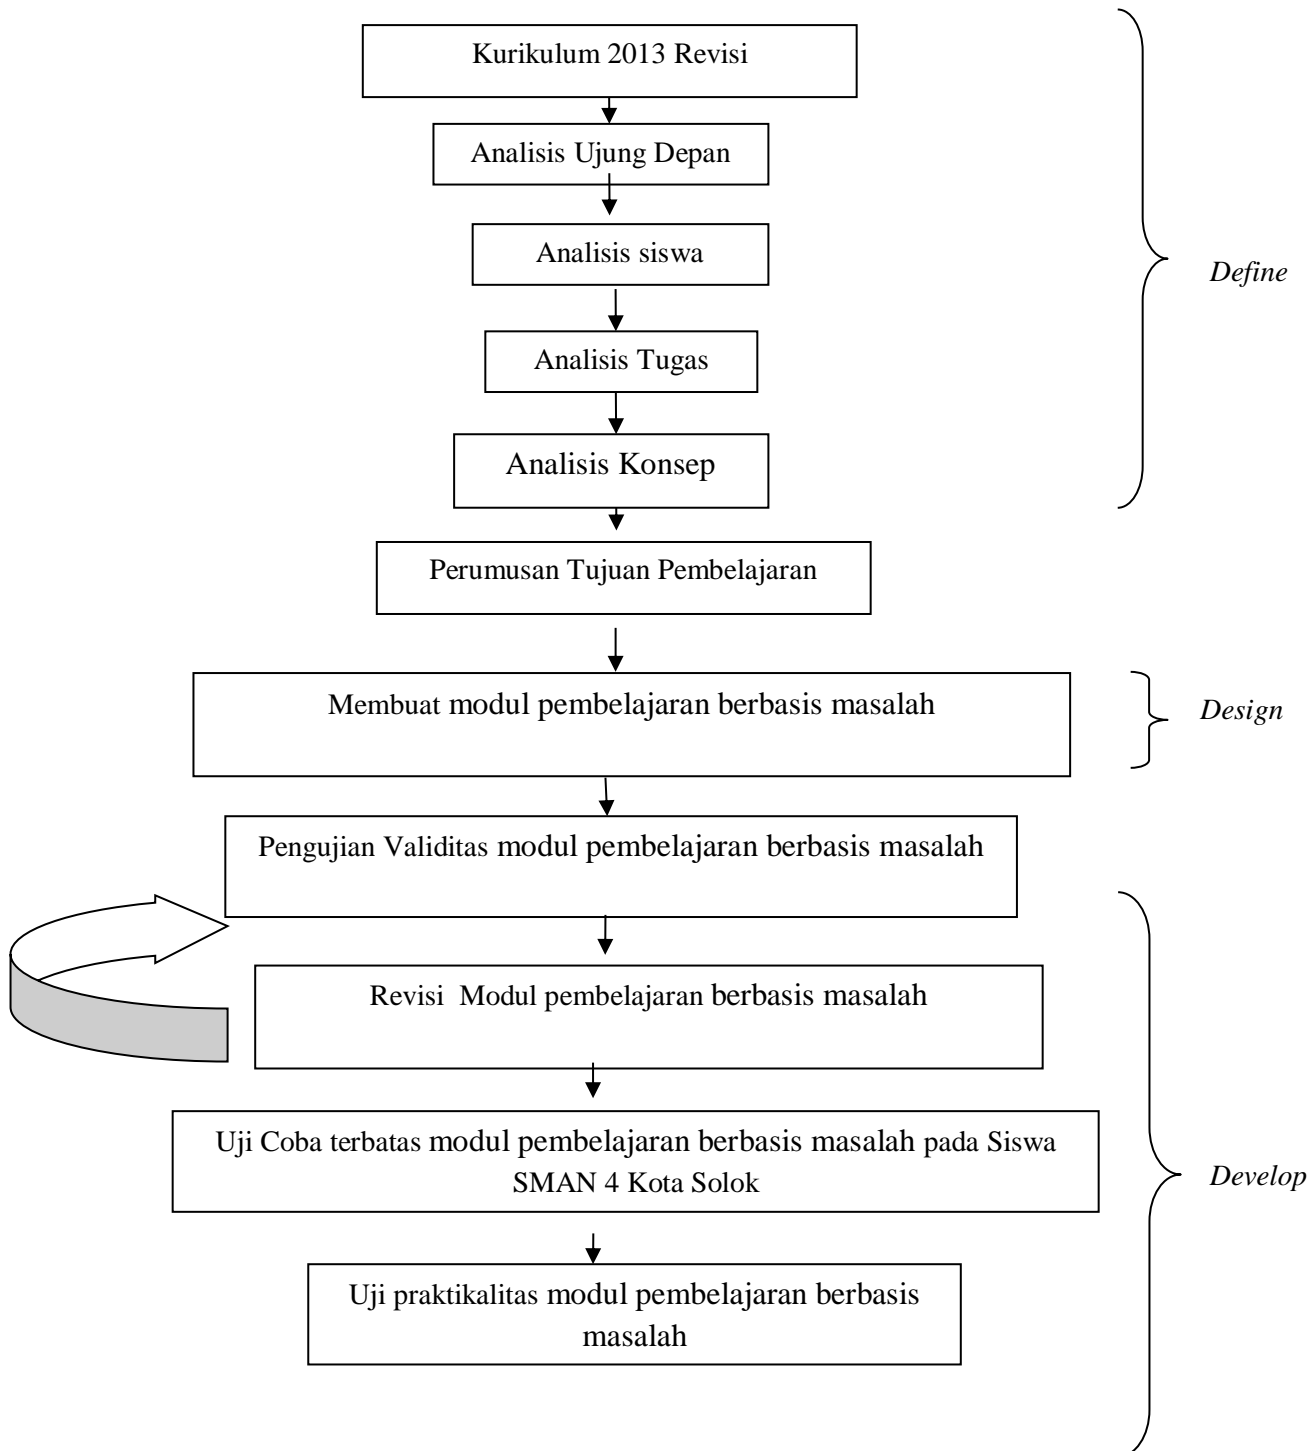 Kurikulum 2013 Revisi
Analisis Ujung Depan
Analisis siswa
Define
Analisis Tugas
Analisis Konsep
Perumusan Tujuan Pembelajaran
Membuat modul pembelajaran berbasis masalah
Design
Pengujian Validitas modul pembelajaran berbasis masalah
Revisi  Modul pembelajaran berbasis masalah
Uji Coba terbatas modul pembelajaran berbasis masalah pada Siswa
SMAN 4 Kota Solok
Develop
Uji praktikalitas modul pembelajaran berbasis
masalah